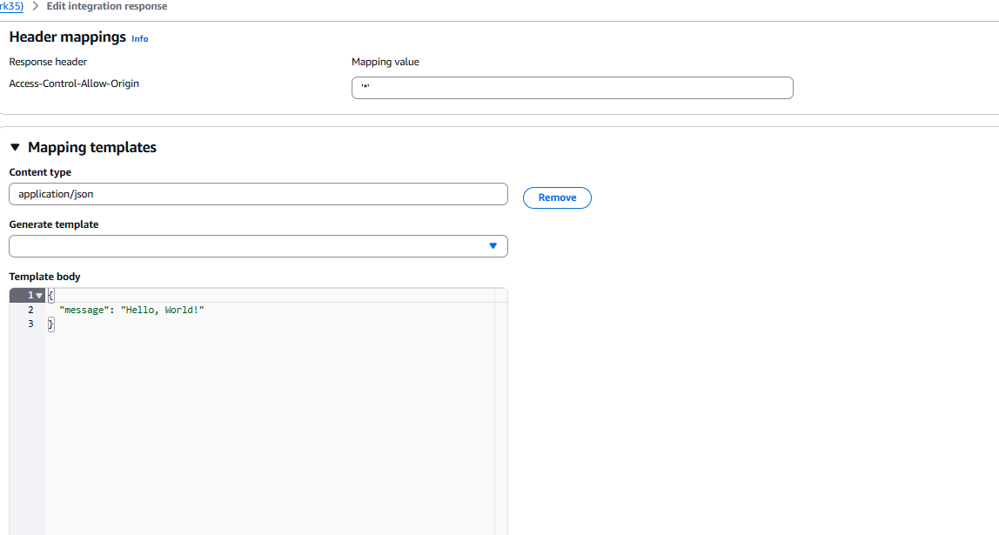 rk35) > Edit integration response
Header mappings Info
Response header Mapping value
Access-Control-Allow-Origin '*'
Mapping templates
Content type
application/json Remove
Generate template
Template body
1 {
2 "message": "Hello, World!"
3 }